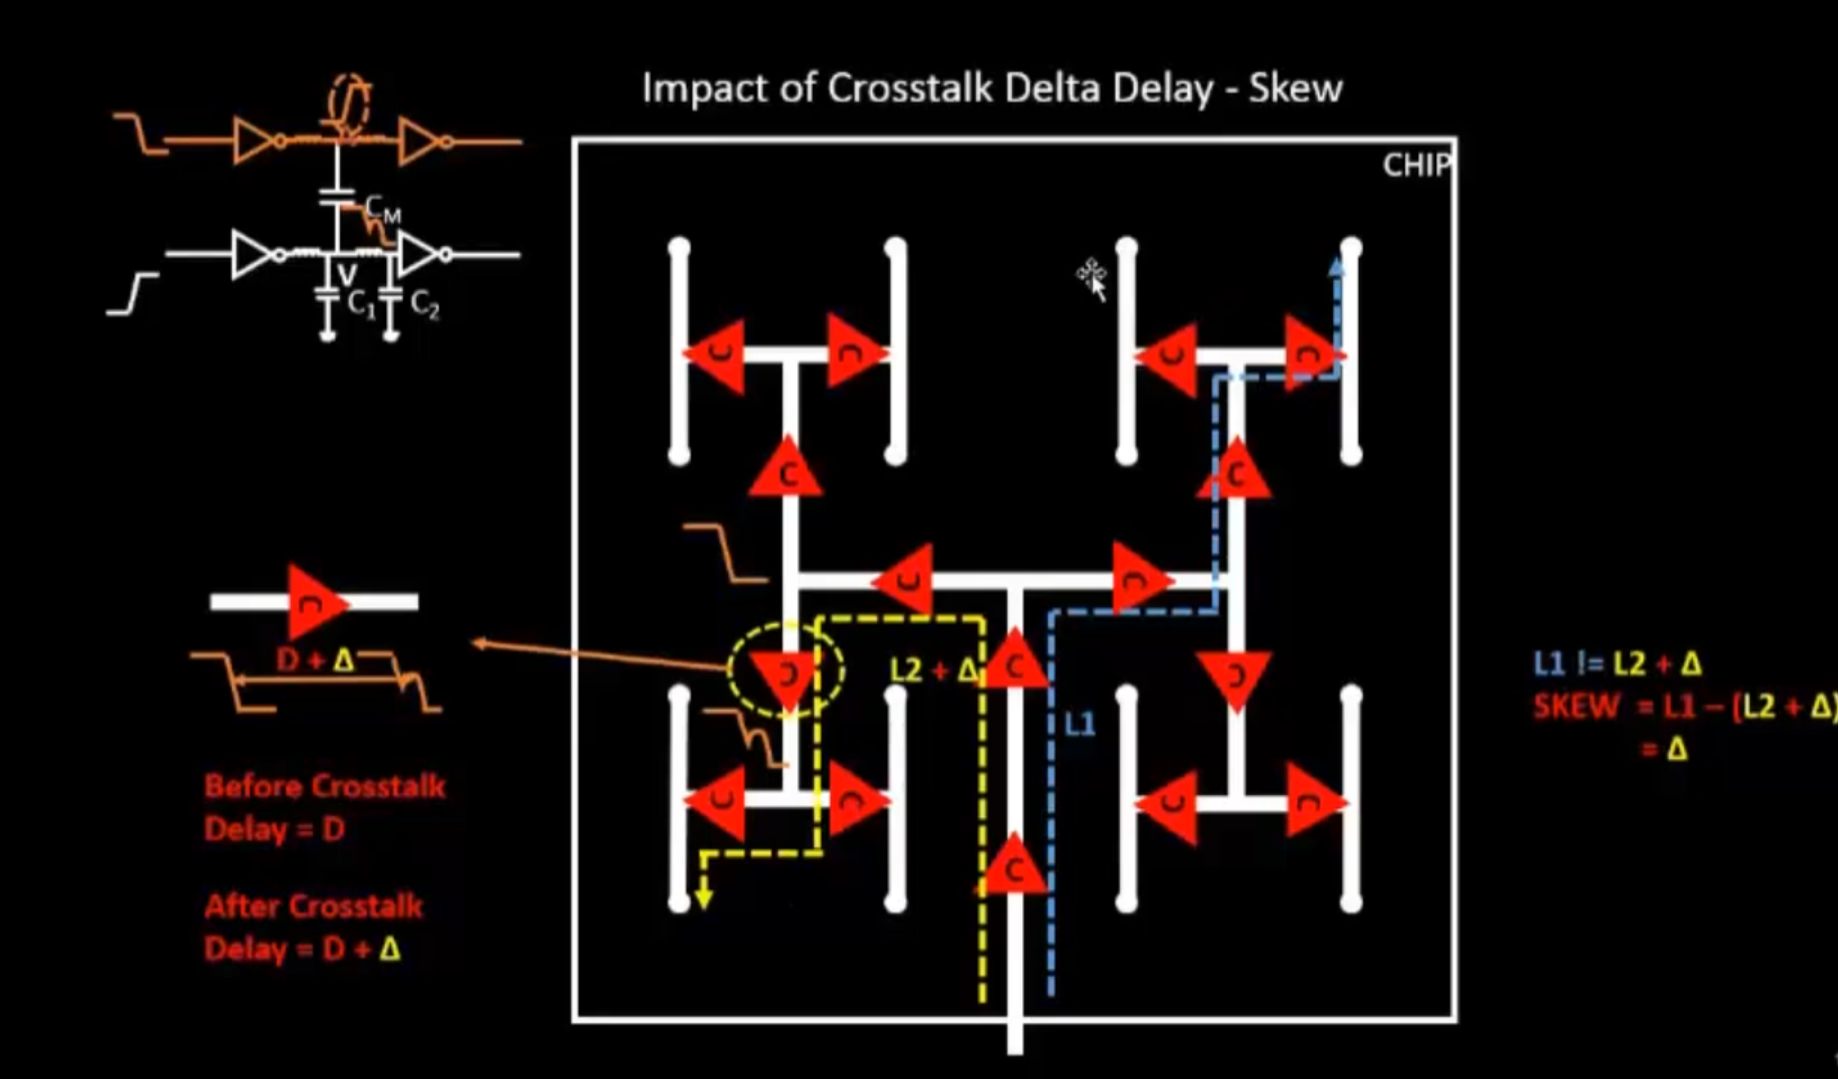 Impact of Crosstalk Delta Delay - Skew
CHIP
C_M
V
C_1
C_2
C
C
C
C
C
C
C
C
C
C
D + Δ
L2 + Δ
C
C
C
L1
L1 != L2 + Δ
SKEW = L1 – (L2 + Δ)
= Δ
C
C
C
C
C
Before Crosstalk
Delay = D
After Crosstalk
Delay = D + Δ